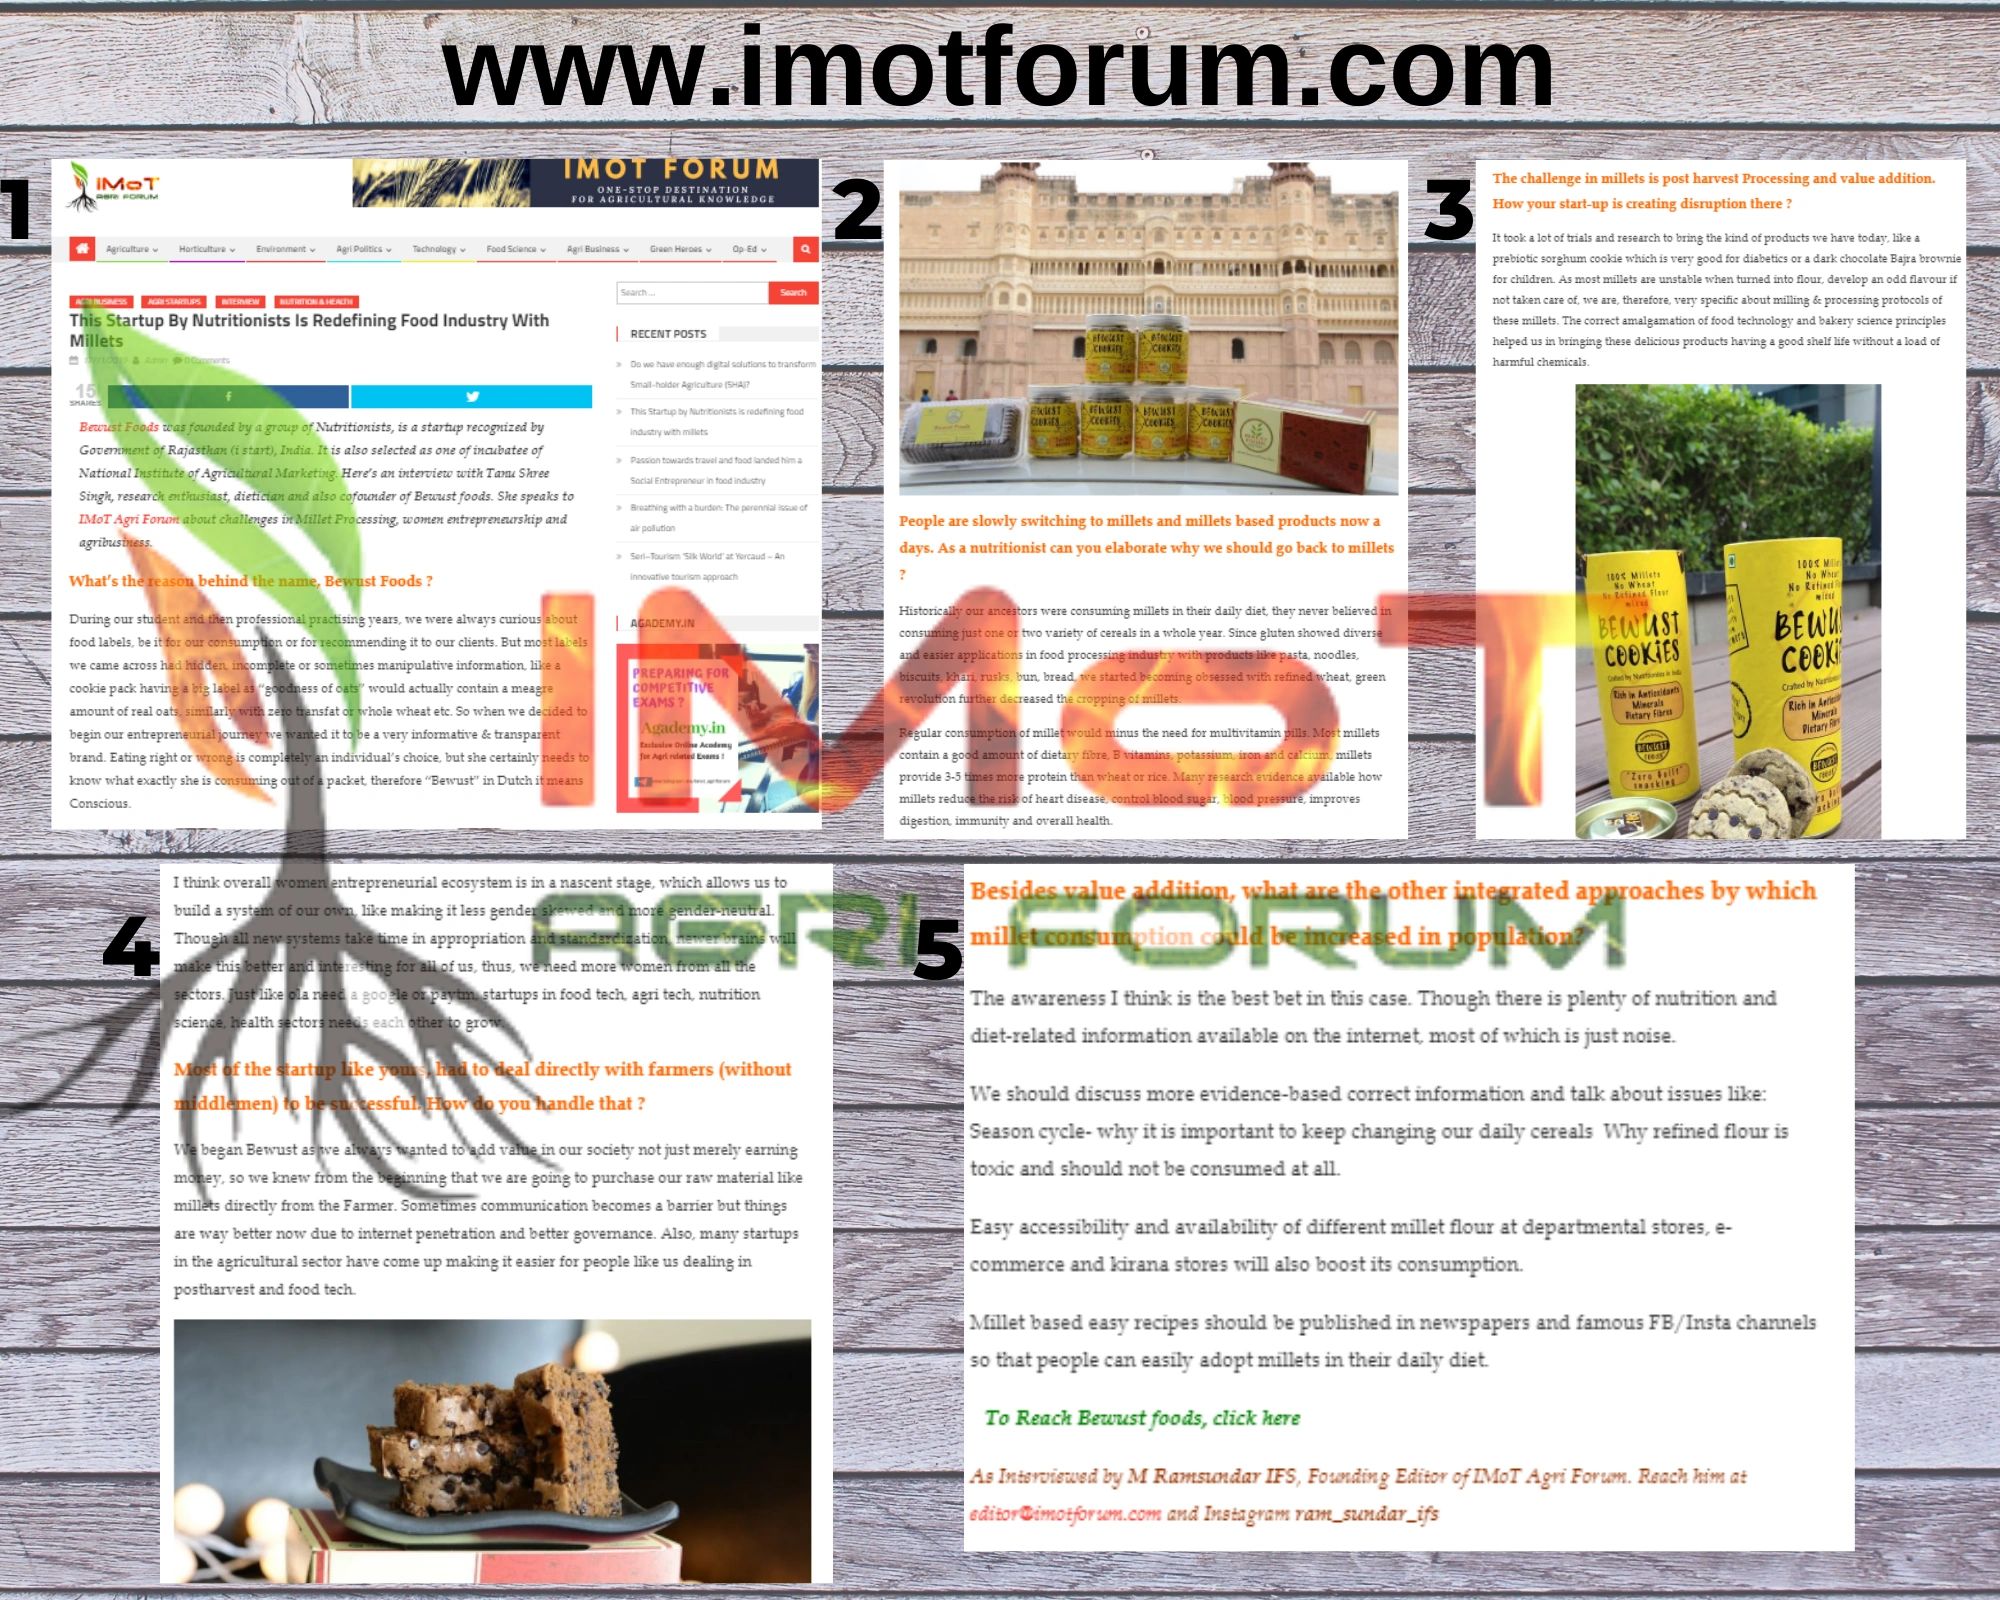 www.imotforum.com
1
IMoT
AGRI FORUM
IMOT FORUM
ONE-STOP DESTINATION
FOR AGRICULTURAL KNOWLEDGE
Agriculture
Horticulture
Environment
Agri Politics
Technology
Food Science
Agri Business
Green Heroes
Op-Ed
AGRI BUSINESS
AGRI STARTUPS
INTERVIEW
NUTRITION & HEALTH
This Startup By Nutritionists Is Redefining Food Industry With
Millets
Admin
0 Comments
15
SHARES
Bewust Foods was founded by a group of Nutritionists, is a startup recognized by
Government of Rajasthan (i start), India. It is also selected as one of incubatee of
National Institute of Agricultural Marketing. Here's an interview with Tanu Shree
Singh, research enthusiast, dietician and also cofounder of Bewust foods. She speaks to
IMoT Agri Forum about challenges in Millet Processing, women entrepreneurship and
agribusiness.
What's the reason behind the name, Bewust Foods ?
During our student and then professional practising years, we were always curious about
food labels, be it for our consumption or for recommending it to our clients. But most labels
we came across had hidden, incomplete or sometimes manipulative information, like a
cookie pack having a big label as "goodness of oats" would actually contain a meagre
amount of real oats, similarly with zero transfat or whole wheat etc. So when we decided to
begin our entrepreneurial journey we wanted it to be a very informative & transparent
brand. Eating right or wrong is completely an individual's choice, but she certainly needs to
know what exactly she is consuming out of a packet, therefore "Bewust" in Dutch it means
Conscious.
Search ...
Search
RECENT POSTS
Do we have enough digital solutions to transform
Small-holder Agriculture (SHA)?
This Startup by Nutritionists is redefining food
industry with millets
Passion towards travel and food landed him a
Social Entrepreneur in food industry
Breathing with a burden: The perennial issue of
air pollution
Seri-Tourism 'Silk World' at Yercaud – An
innovative tourism approach
AGADEMY.IN
PREPARING FOR
COMPETITIVE
EXAMS ?
Agademy.in
Exclusive Online Academy
for Agri related Exams !
2
BEWUST
COOKIES
BEWUST
COOKIES
BEWUST
COOKIES
BEWUST
COOKIES
BEWUST
COOKIES
BEWUST
COOKIES
Bewust Foods
People are slowly switching to millets and millets based products now a
days. As a nutritionist can you elaborate why we should go back to millets
?
Historically our ancestors were consuming millets in their daily diet, they never believed in
consuming just one or two variety of cereals in a whole year. Since gluten showed diverse
and easier applications in food processing industry with products like pasta, noodles,
biscuits, khari, rusks, bun, bread, we started becoming obsessed with refined wheat, green
revolution further decreased the cropping of millets.
Regular consumption of millet would minus the need for multivitamin pills. Most millets
contain a good amount of dietary fibre, B vitamins, potassium, iron and calcium, millets
provide 3-5 times more protein than wheat or rice. Many research evidence available how
millets reduce the risk of heart disease, control blood sugar, blood pressure, improves
digestion, immunity and overall health.
3
The challenge in millets is post harvest Processing and value addition.
How your start-up is creating disruption there ?
It took a lot of trials and research to bring the kind of products we have today, like a
prebiotic sorghum cookie which is very good for diabetics or a dark chocolate Bajra brownie
for children. As most millets are unstable when turned into flour, develop an odd flavour if
not taken care of, we are, therefore, very specific about milling & processing protocols of
these millets. The correct amalgamation of food technology and bakery science principles
helped us in bringing these delicious products having a good shelf life without a load of
harmful chemicals.
100% Millets
No Wheat
No Refined Flour
mixed
BEWUST
COOKIES
Crafted by Nutritionists in India
Rich in Antioxidants
Minerals
Dietary Fibres
BEWUST
FOODS
"Zero Guilt"
snacking
100% Millets
No Wheat
No Refined
mixed
Crafted by
Rich in
Minerals
Dietary
IMoT
AGRI FORUM
4
I think overall women entrepreneurial ecosystem is in a nascent stage, which allows us to
build a system of our own, like making it less gender skewed and more gender-neutral.
Though all new systems take time in appropriation and standardization, newer brains will
make this better and interesting for all of us, thus, we need more women from all the
sectors. Just like ola need a google or paytm, startups in food tech, agri tech, nutrition
science, health sectors needs each other to grow.
Most of the startup like yours, had to deal directly with farmers (without
middlemen) to be successful. How do you handle that ?
We began Bewust as we always wanted to add value in our society not just merely earning
money, so we knew from the beginning that we are going to purchase our raw material like
millets directly from the Farmer. Sometimes communication becomes a barrier but things
are way better now due to internet penetration and better governance. Also, many startups
in the agricultural sector have come up making it easier for people like us dealing in
postharvest and food tech.
5
Besides value addition, what are the other integrated approaches by which
millet consumption could be increased in population?
The awareness I think is the best bet in this case. Though there is plenty of nutrition and
diet-related information available on the internet, most of which is just noise.
We should discuss more evidence-based correct information and talk about issues like:
Season cycle- why it is important to keep changing our daily cereals Why refined flour is
toxic and should not be consumed at all.
Easy accessibility and availability of different millet flour at departmental stores, e-
commerce and kirana stores will also boost its consumption.
Millet based easy recipes should be published in newspapers and famous FB/Insta channels
so that people can easily adopt millets in their daily diet.
To Reach Bewust foods, click here
As Interviewed by M Ramsundar IFS, Founding Editor of IMoT Agri Forum. Reach him at
editor@imotforum.com and Instagram ram_sundar_ifs